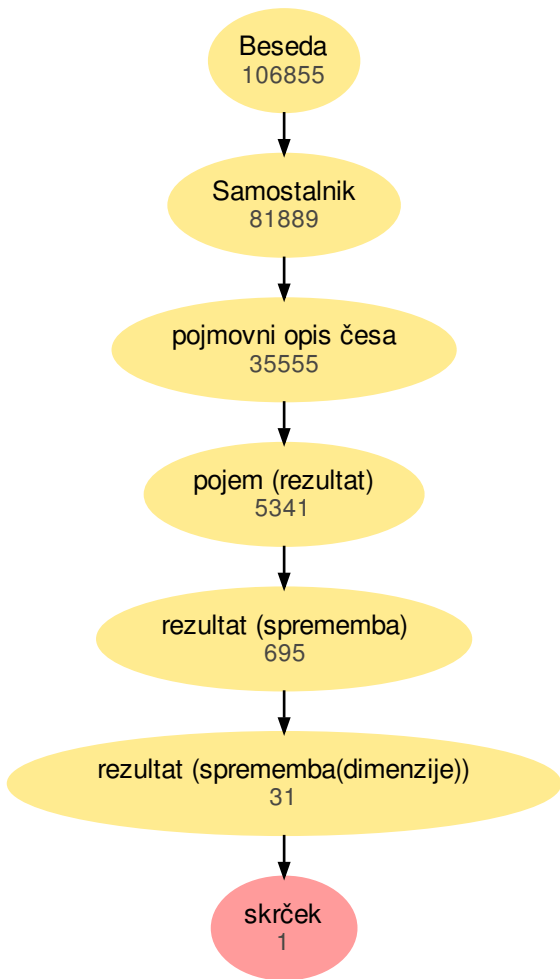 Beseda
106855
Samostalnik
81889
pojmovni opis česa
35555
pojem (rezultat)
5341
rezultat (sprememba)
695
rezultat (sprememba(dimenzije))
31
skrček
1